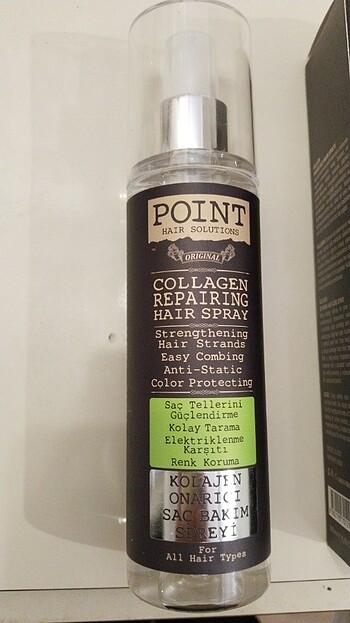 POINT
HAIR SOLUTIONS
ORIGINAL
COLLAGEN
REPAIRING
HAIR SPRAY
Strengthening
Hair Strands
Easy Combing
Anti-Static
Color Protecting
Saç Tellerini
Güçlendirme
Kolay Tarama
Elektriklenme
Karşıtı
Renk Koruma
KOLAJEN
ONARICI
SAÇ BAKIM
SPREYİ
For
All Hair Types